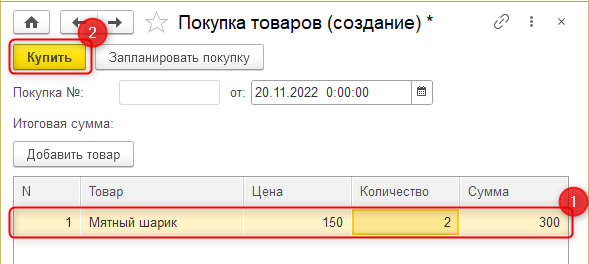 Покупка товаров (создание) *
2
Купить Запланировать покупку
Покупка №: от: 20.11.2022 0:00:00
Итоговая сумма:
Добавить товар
N Товар Цена Количество Сумма
1
1 Мятный шарик 150 2 300